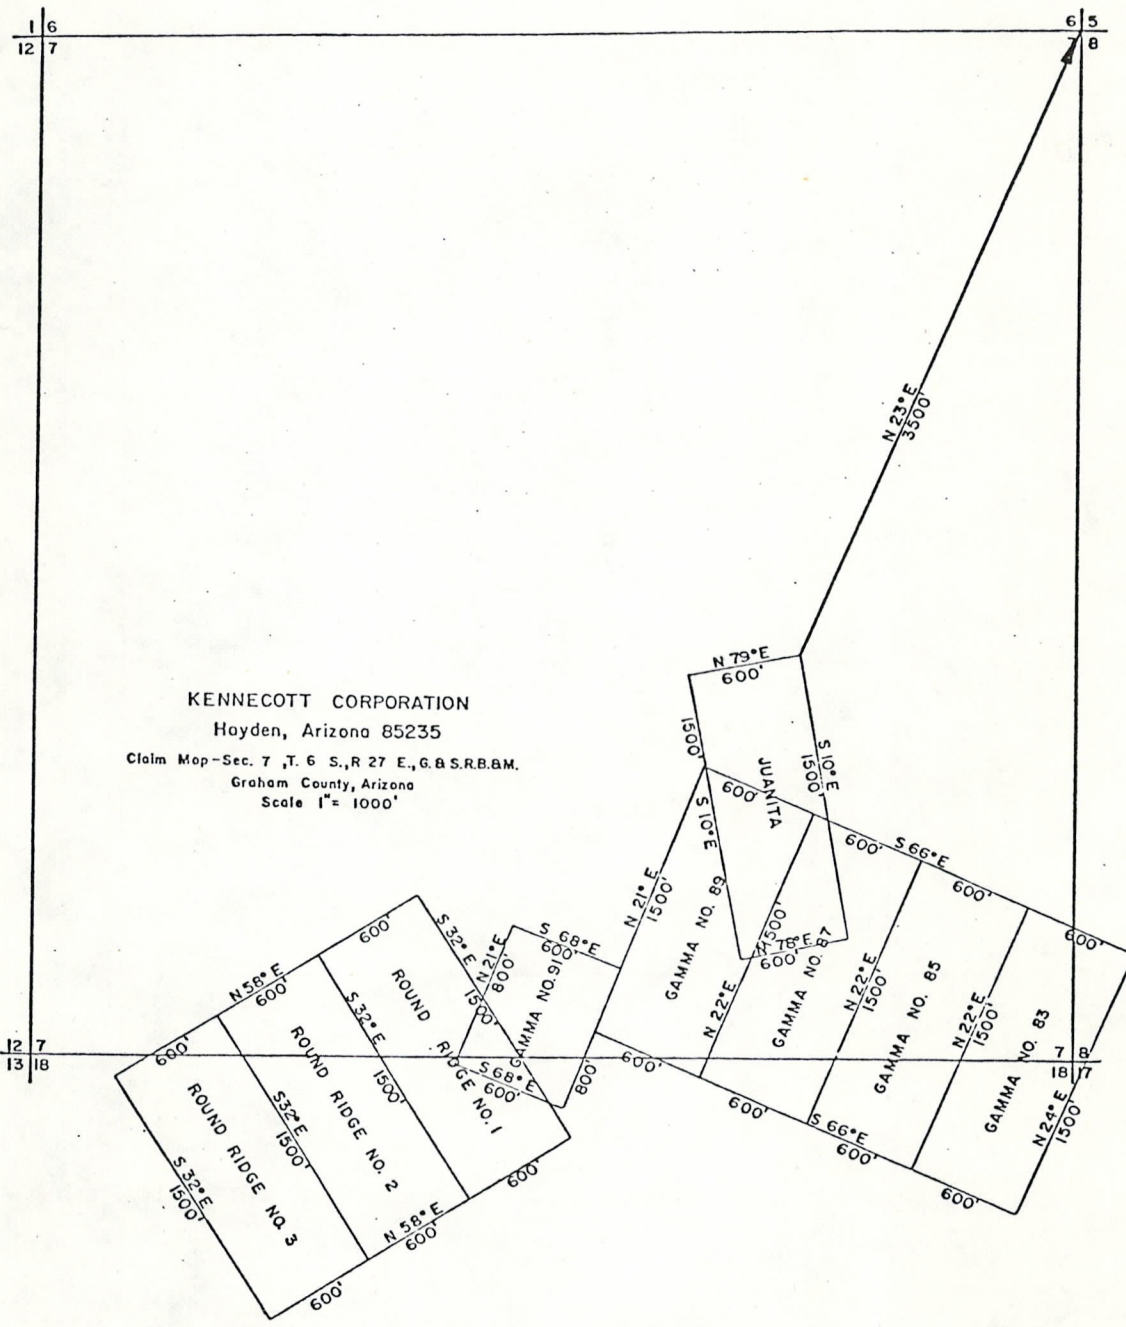 1 6
12 7
6 5
7 8
N 23° E
3500'
KENNECOTT CORPORATION
Hayden, Arizona 85235
Claim Map-Sec. 7 ,T. 6 S.,R 27 E.,G.& S.R.B.&M.
Graham County, Arizona
Scale 1"= 1000'
N 79° E
600'
1500'
S 10° E
1500'
JUANITA
S 10° E
N 78° E
600'
600'
600'
S 66° E
600'
600'
N 21° E
1500'
GAMMA NO. 89
N 22° E
1500'
GAMMA NO. 87
N 22° E
1500'
GAMMA NO. 85
N 22° E
1500'
GAMMA NO. 83
N 24° E
1500'
600'
600'
S 66° E
600'
600'
S 68° E
600'
N 21° E
800'
GAMMA NO. 91
S 68° E
600'
800'
600'
N 58° E
600'
600'
S 32° E
1500'
ROUND RIDGE NO. 1
S 32° E
1500'
ROUND RIDGE NO. 2
S 32° E
1500'
ROUND RIDGE NO. 3
S 32° E
1500'
600'
N 58° E
600'
600'
12 7
13 18
7 8
18 17